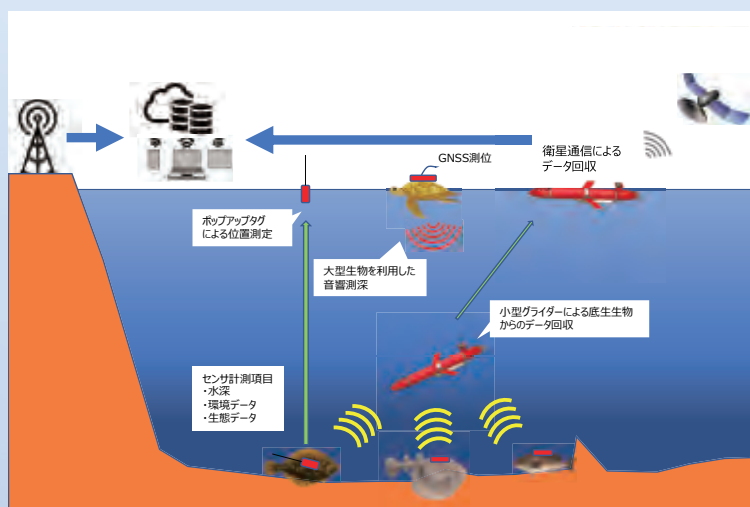 GNSS測位
衛星通信による
データ回収
ポップアップタグ
による位置測定
大型生物を利用した
音響測深
小型グライダーによる底生生物
からのデータ回収
センサ計測項目
・水深
・環境データ
・生態データ